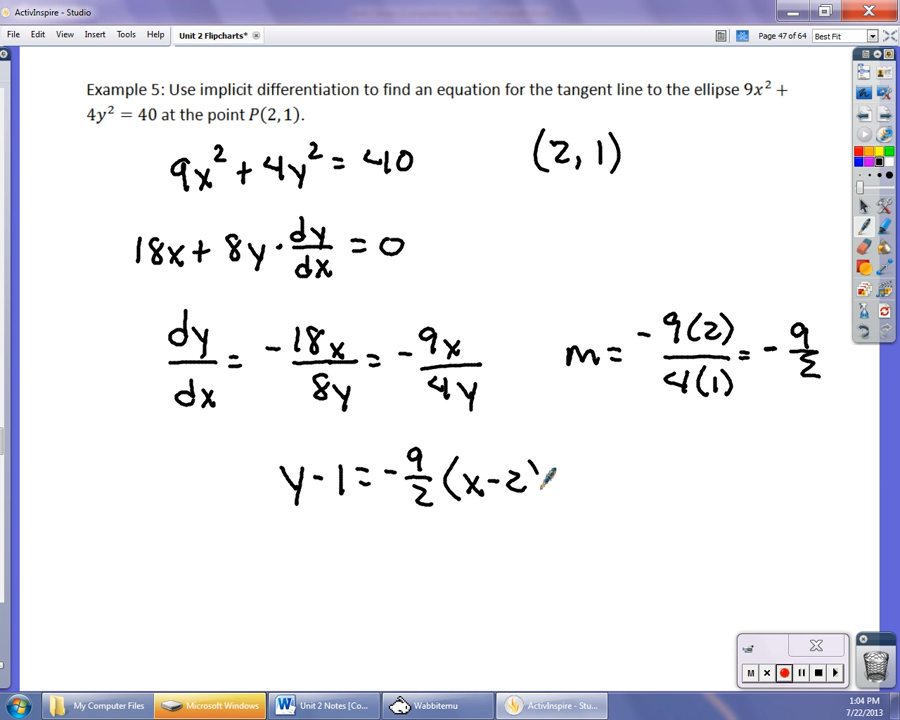 ActivInspire - Studio
File Edit View Insert Tools Help Unit 2 Flipcharts* Page 47 of 64 Best Fit
Example 5: Use implicit differentiation to find an equation for the tangent line to the ellipse 9x² +
4y² = 40 at the point P(2, 1).
9x² + 4y² = 40 (2, 1)
18x + 8y · dy/dx = 0
dy/dx = -18x/8y = -9x/4y m = -9(2)/4(1) = -9/2
y - 1 = -9/2 (x - 2)
M
My Computer Files Microsoft Windows Unit 2 Notes [Co... Wabbitemu ActivInspire - Stu... 1:04 PM
7/22/2013